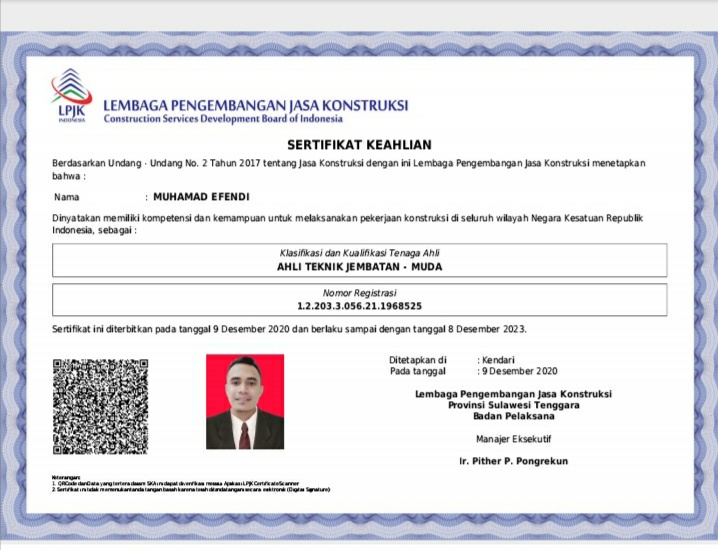 LPJK
INDONESIA
LEMBAGA PENGEMBANGAN JASA KONSTRUKSI
Construction Services Development Board of Indonesia
SERTIFIKAT KEAHLIAN
Berdasarkan Undang - Undang No. 2 Tahun 2017 tentang Jasa Konstruksi dengan ini Lembaga Pengembangan Jasa Konstruksi menetapkan
bahwa :
Nama : MUHAMAD EFENDI
Dinyatakan memiliki kompetensi dan kemampuan untuk melaksanakan pekerjaan konstruksi di seluruh wilayah Negara Kesatuan Republik
Indonesia, sebagai :
Klasifikasi dan Kualifikasi Tenaga Ahli
AHLI TEKNIK JEMBATAN - MUDA
Nomor Registrasi
1.2.203.3.056.21.1968525
Sertifikat ini diterbitkan pada tanggal 9 Desember 2020 dan berlaku sampai dengan tanggal 8 Desember 2023.
Ditetapkan di : Kendari
Pada tanggal : 9 Desember 2020
Lembaga Pengembangan Jasa Konstruksi
Provinsi Sulawesi Tenggara
Badan Pelaksana
Manajer Eksekutif
Ir. Pither P. Pongrekun
Keterangan:
1. QRCode dan Data yang tertera dalam SKA ini dapat diverifikasi melalui Aplikasi LPJK Certificate Scanner
2. Sertifikat ini tidak memerlukan tanda tangan basah karena telah ditandatangani secara elektronik (Digital Signature)